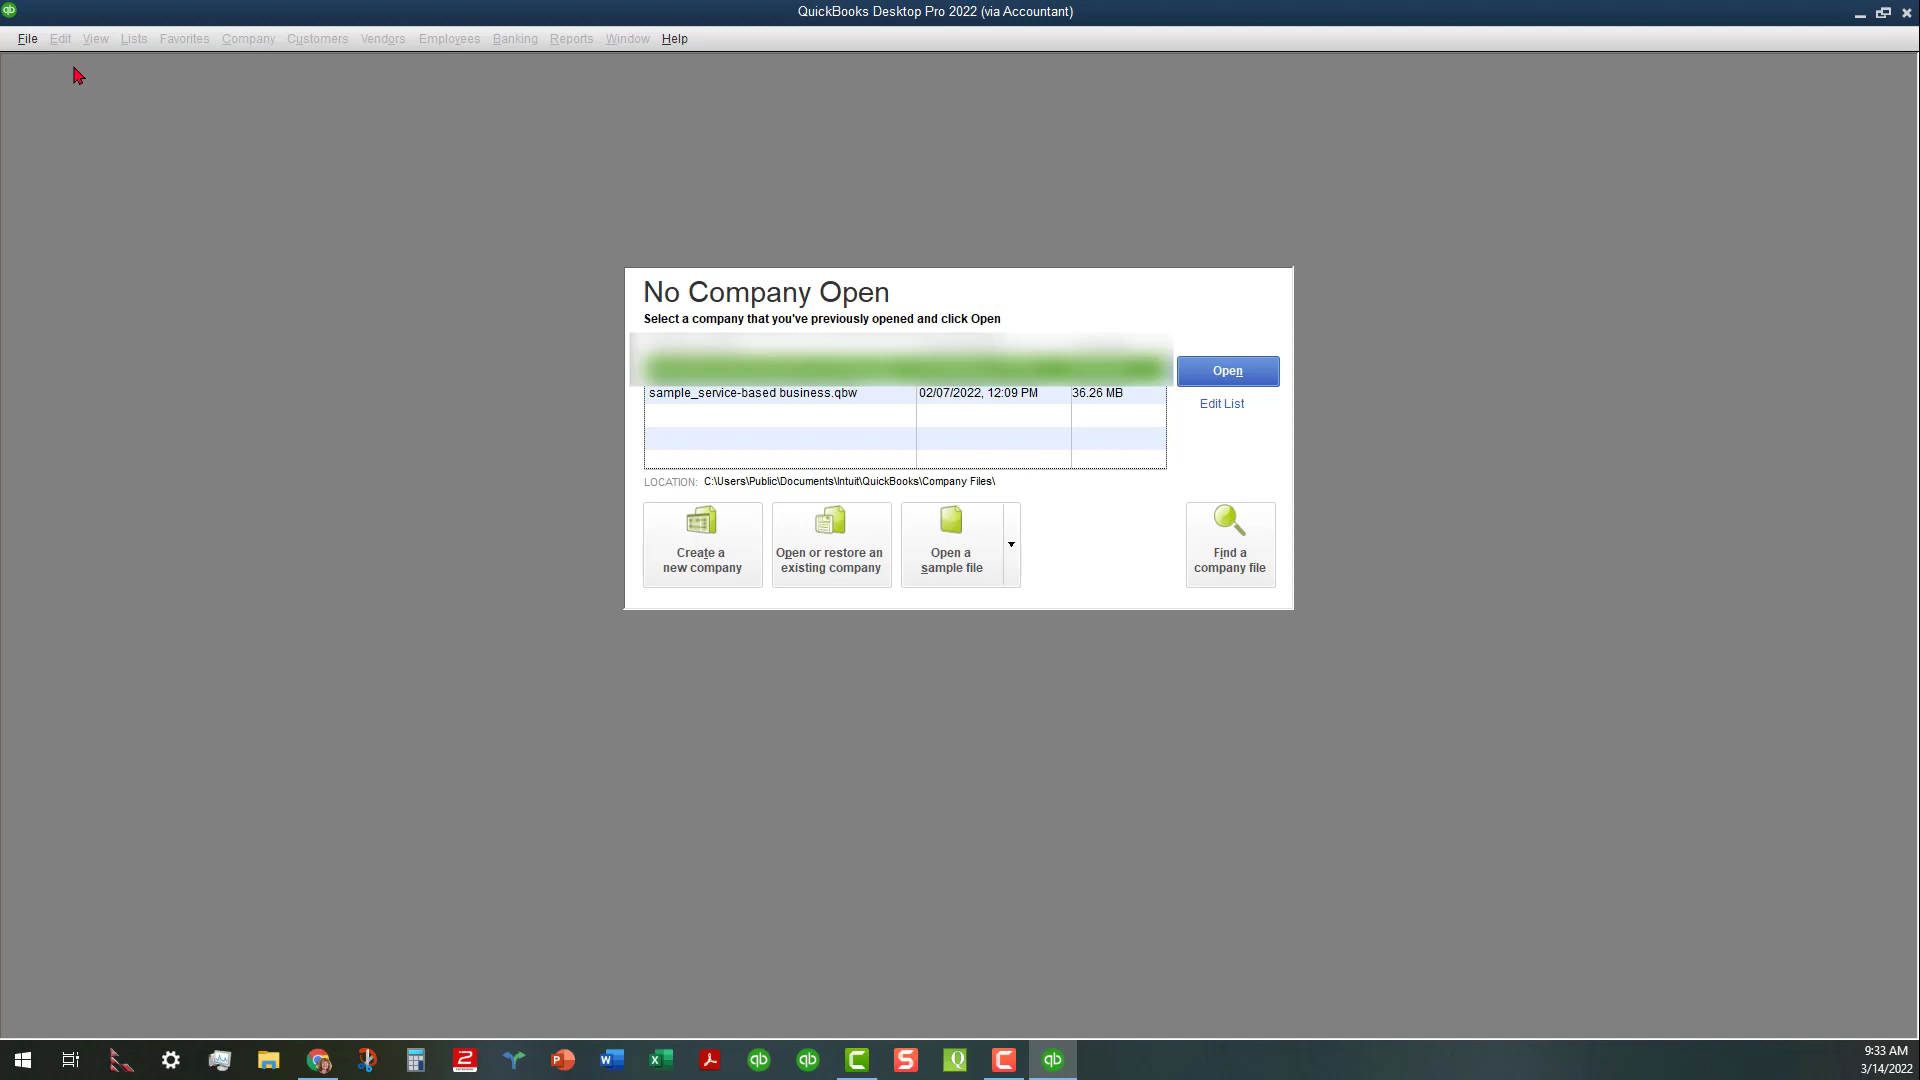 QuickBooks Desktop Pro 2022 (via Accountant)
File Edit View Lists Favorites Company Customers Vendors Employees Banking Reports Window Help
No Company Open
Select a company that you've previously opened and click Open
Open
sample_service-based business.qbw 02/07/2022, 12:09 PM 36.26 MB
Edit List
LOCATION: C:\Users\Public\Documents\Intuit\QuickBooks\Company Files\
Create a
new company
Open or restore an
existing company
Open a
sample file
Find a
company file
9:33 AM
3/14/2022